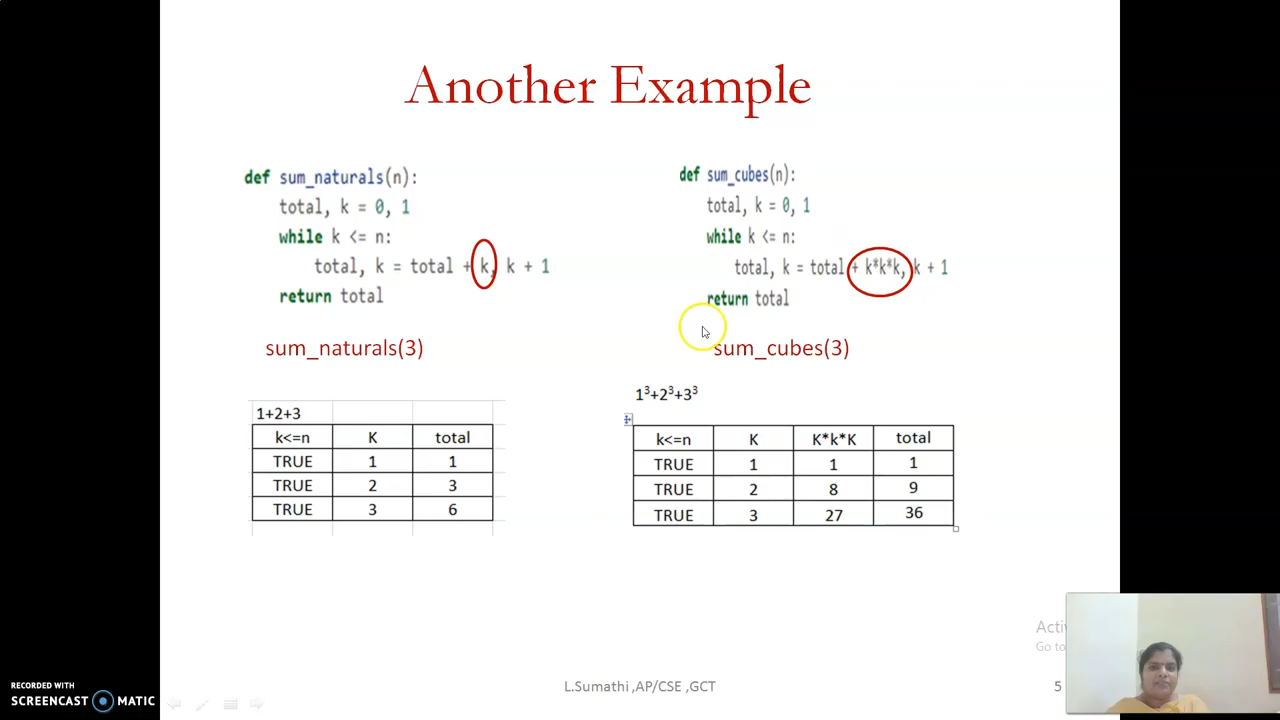 Another Example
def sum_naturals(n):
total, k = 0, 1
while k <= n:
total, k = total + k, k + 1
return total
sum_naturals(3)
1+2+3
k<=n K total
TRUE 1 1
TRUE 2 3
TRUE 3 6
def sum_cubes(n):
total, k = 0, 1
while k <= n:
total, k = total + k*k*k, k + 1
return total
sum_cubes(3)
1³+2³+3³
k<=n K K*k*K total
TRUE 1 1 1
TRUE 2 8 9
TRUE 3 27 36
Go to
RECORDED WITH
SCREENCAST MATIC
L.Sumathi ,AP/CSE ,GCT
5